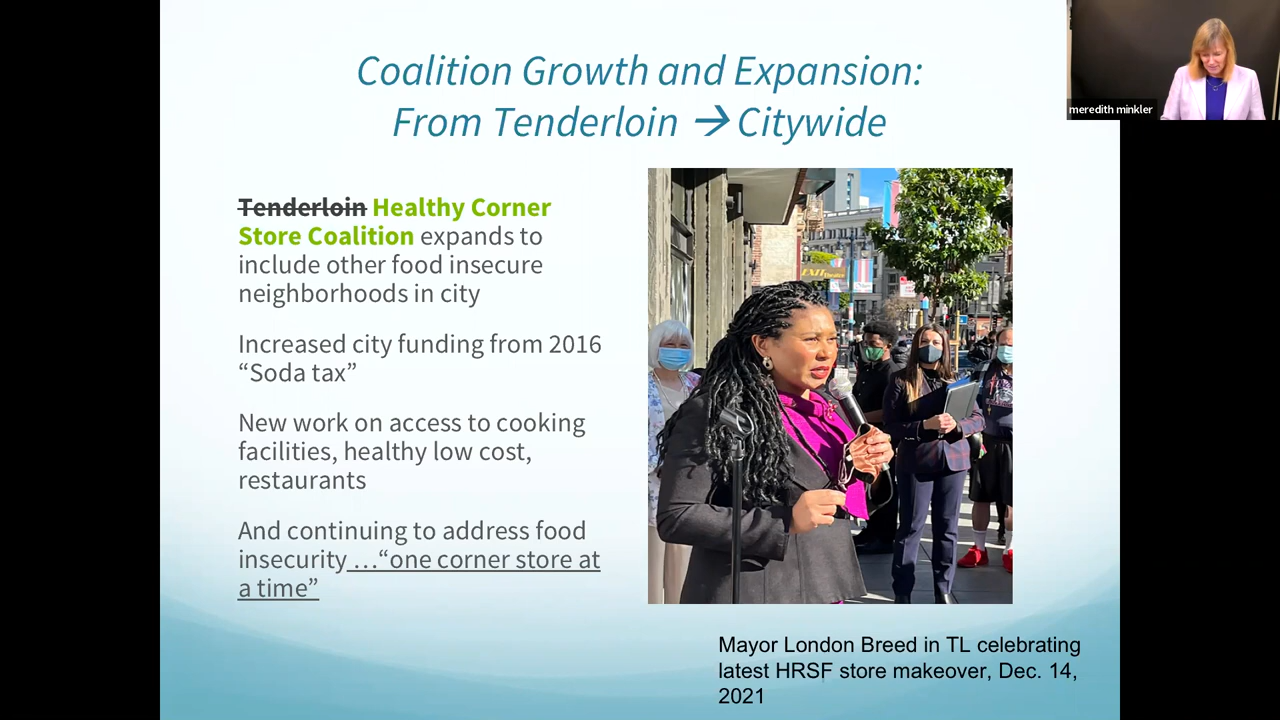 Coalition Growth and Expansion:
From Tenderloin → Citywide
meredith minkler
Tenderloin Healthy Corner
Store Coalition expands to
include other food insecure
neighborhoods in city
Increased city funding from 2016
“Soda tax”
New work on access to cooking
facilities, healthy low cost,
restaurants
And continuing to address food
insecurity …“one corner store at
a time”
EXIT
Mayor London Breed in TL celebrating
latest HRSF store makeover, Dec. 14,
2021